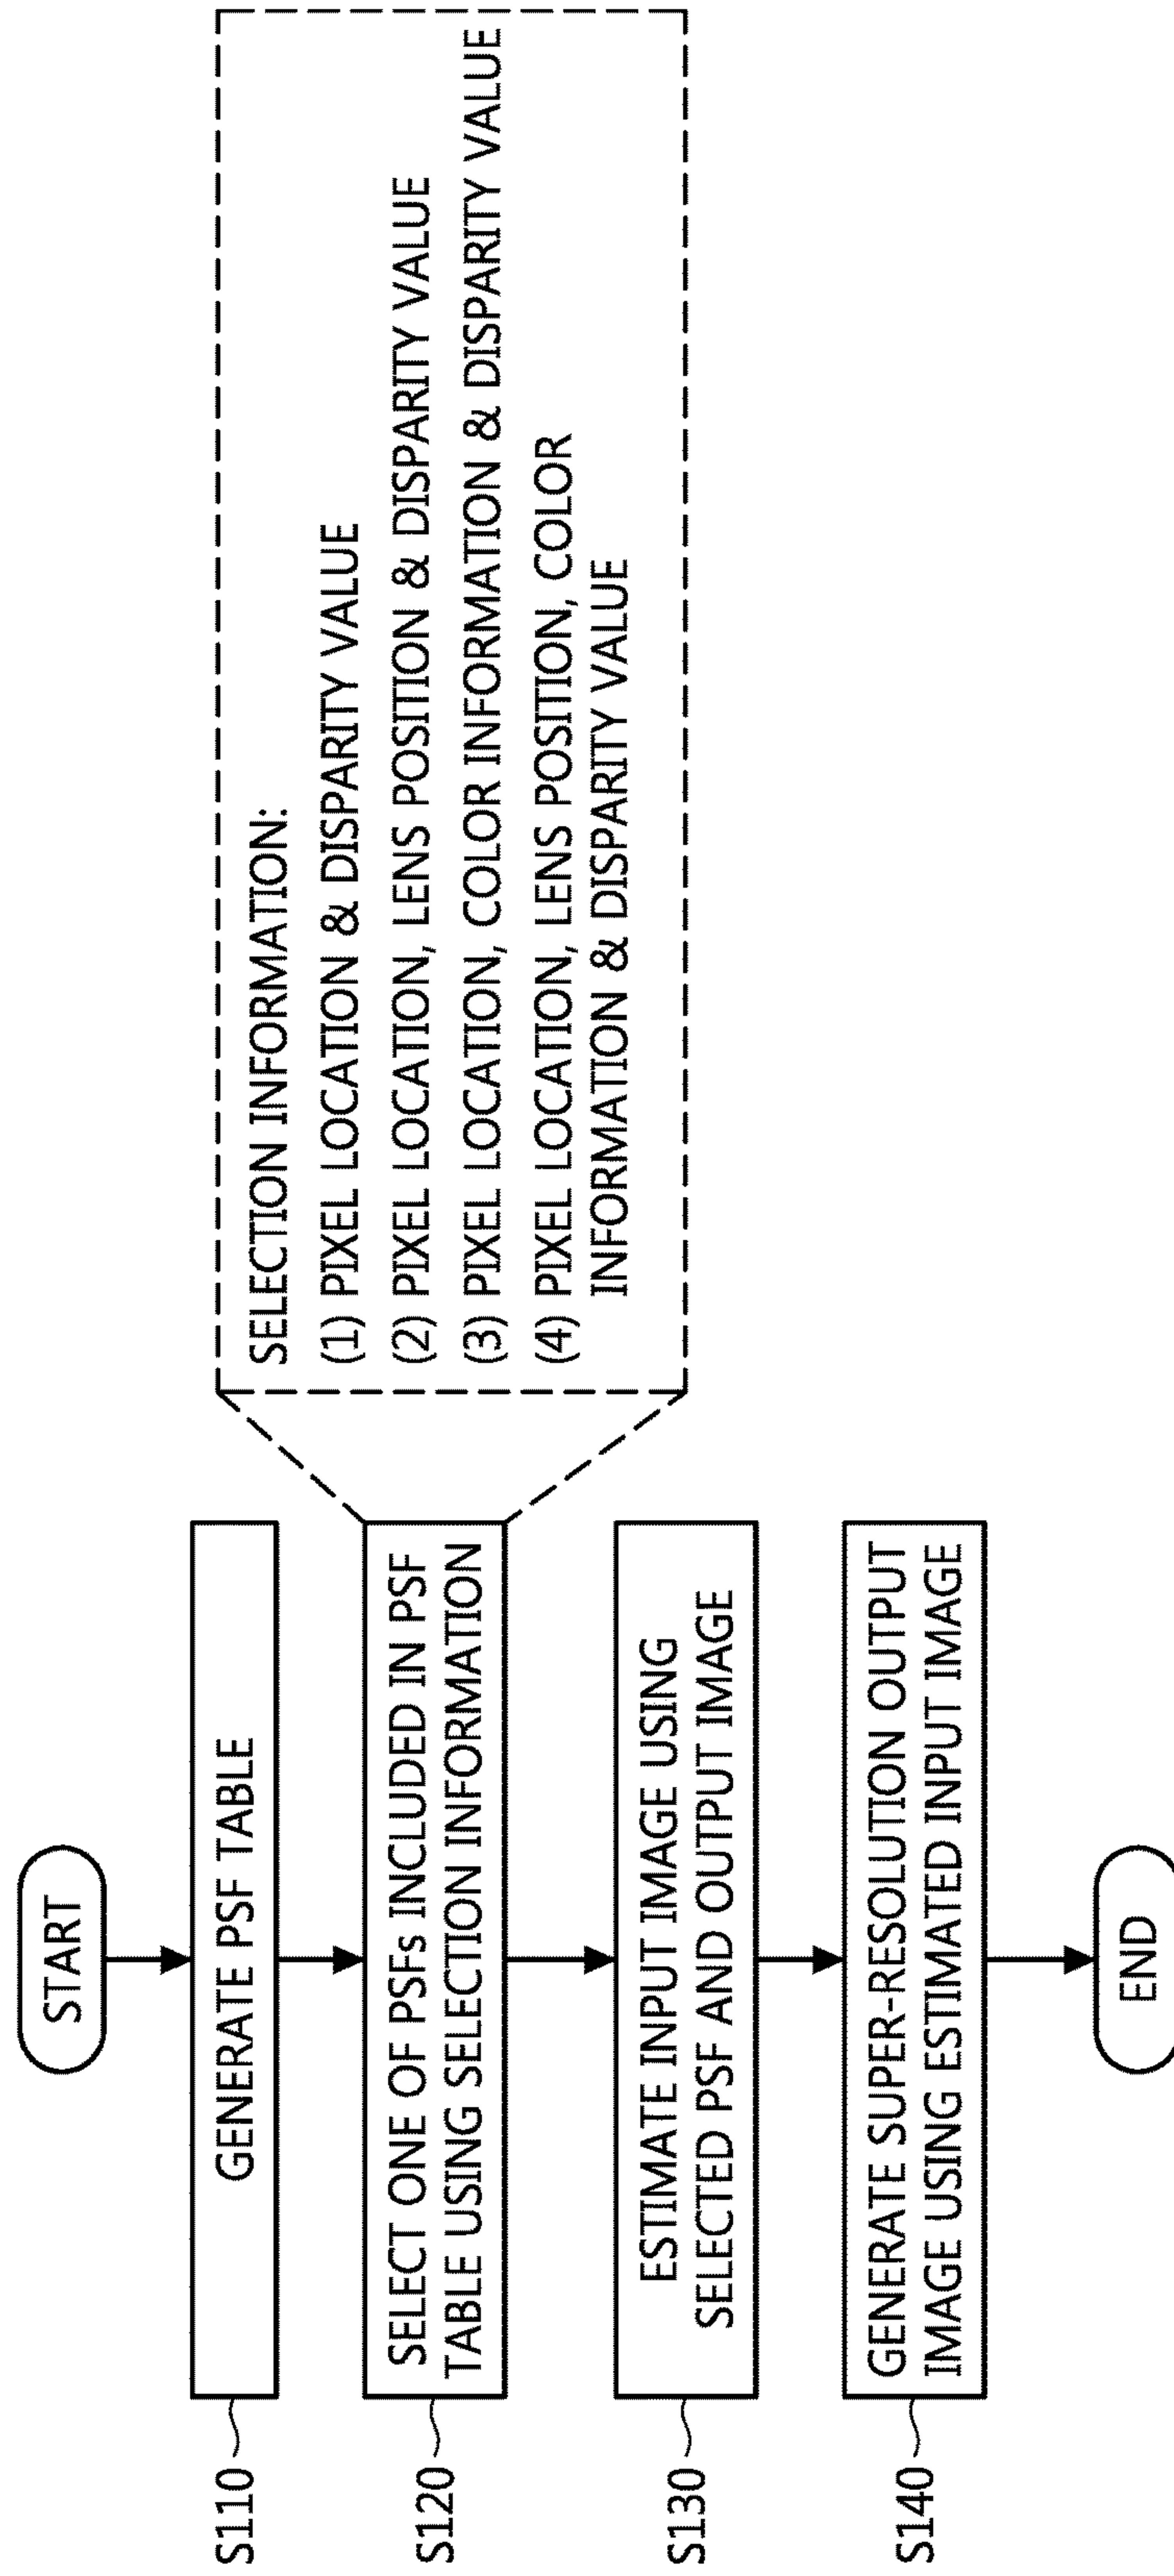 START
S110
GENERATE PSF TABLE
S120
SELECT ONE OF PSFs INCLUDED IN PSF
TABLE USING SELECTION INFORMATION
SELECTION INFORMATION:
(1) PIXEL LOCATION & DISPARITY VALUE
(2) PIXEL LOCATION, LENS POSITION & DISPARITY VALUE
(3) PIXEL LOCATION, COLOR INFORMATION & DISPARITY VALUE
(4) PIXEL LOCATION, LENS POSITION, COLOR
INFORMATION & DISPARITY VALUE
S130
ESTIMATE INPUT IMAGE USING
SELECTED PSF AND OUTPUT IMAGE
S140
GENERATE SUPER-RESOLUTION OUTPUT
IMAGE USING ESTIMATED INPUT IMAGE
END